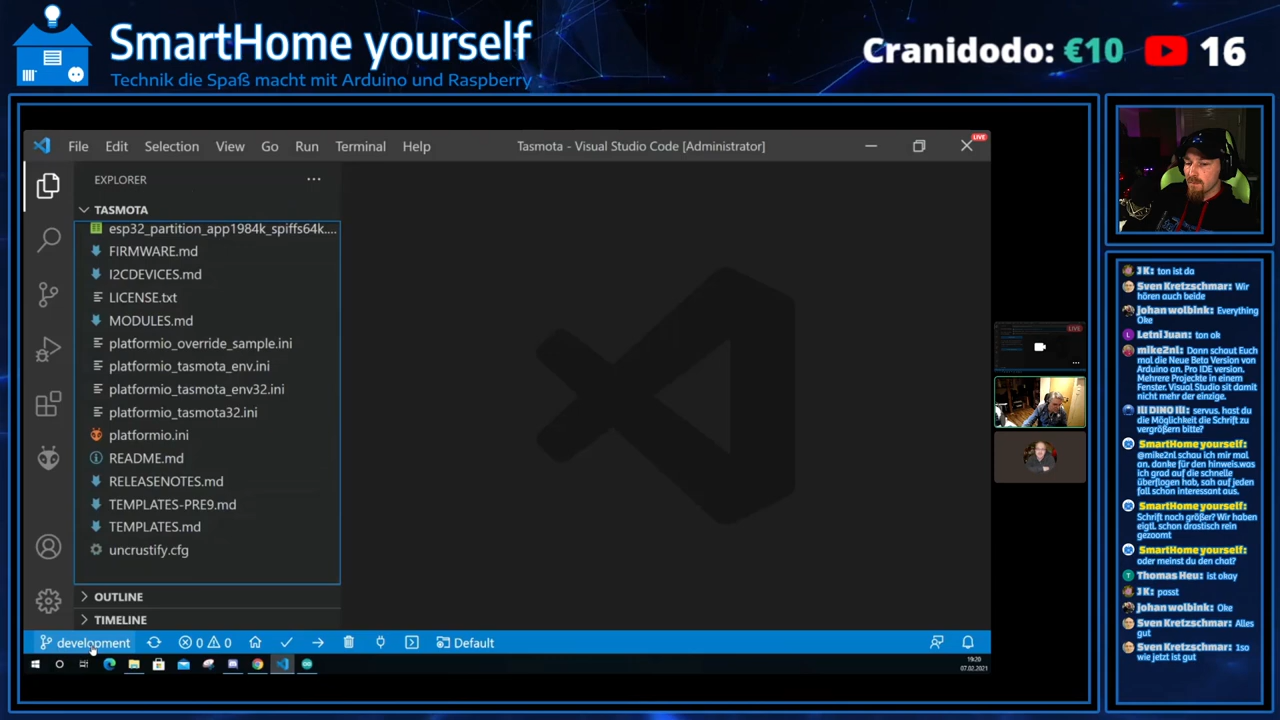 SmartHome yourself
Technik die Spaß macht mit Arduino und Raspberry
Cranidodo: €10
16
File Edit Selection View Go Run Terminal Help
Tasmota - Visual Studio Code [Administrator]
LIVE
EXPLORER
TASMOTA
esp32_partition_app1984k_spiffs64k....
FIRMWARE.md
I2CDEVICES.md
LICENSE.txt
MODULES.md
platformio_override_sample.ini
platformio_tasmota_env.ini
platformio_tasmota_env32.ini
platformio_tasmota32.ini
platformio.ini
README.md
RELEASENOTES.md
TEMPLATES-PRE9.md
TEMPLATES.md
uncrustify.cfg
OUTLINE
TIMELINE
development
0
0
Default
19:20
07.02.2021
LIVE
J K: ton ist da
Sven Kretzschmar: Wir
hören auch beide
johan wolbink: Everything
Oke
Letni Juan: ton ok
mike2nl: Dann schaut Euch
mal die Neue Beta Version von
Arduino an. Pro IDE version.
Mehrere Projeckte in einem
Fenster. Visual Studio sit damit
nicht mehr der einzige.
III DINO III: servus. hast du
die Möglichkeit die Schrift zu
vergrößern bitte?
SmartHome yourself:
@mike2nl schau ich mir mal
an. danke für den hinweis.was
ich grad auf die schnelle
überflogen hab, sah auf jeden
fall schon interessant aus.
SmartHome yourself:
Schrift noch größer? Wir haben
eigtl. schon drastisch rein
gezoomt
SmartHome yourself:
oder meinst du den chat?
Thomas Heu: ist okay
J K: passt
johan wolbink: Oke
Sven Kretzschmar: Alles
gut
Sven Kretzschmar: 1so
wie jetzt ist gut